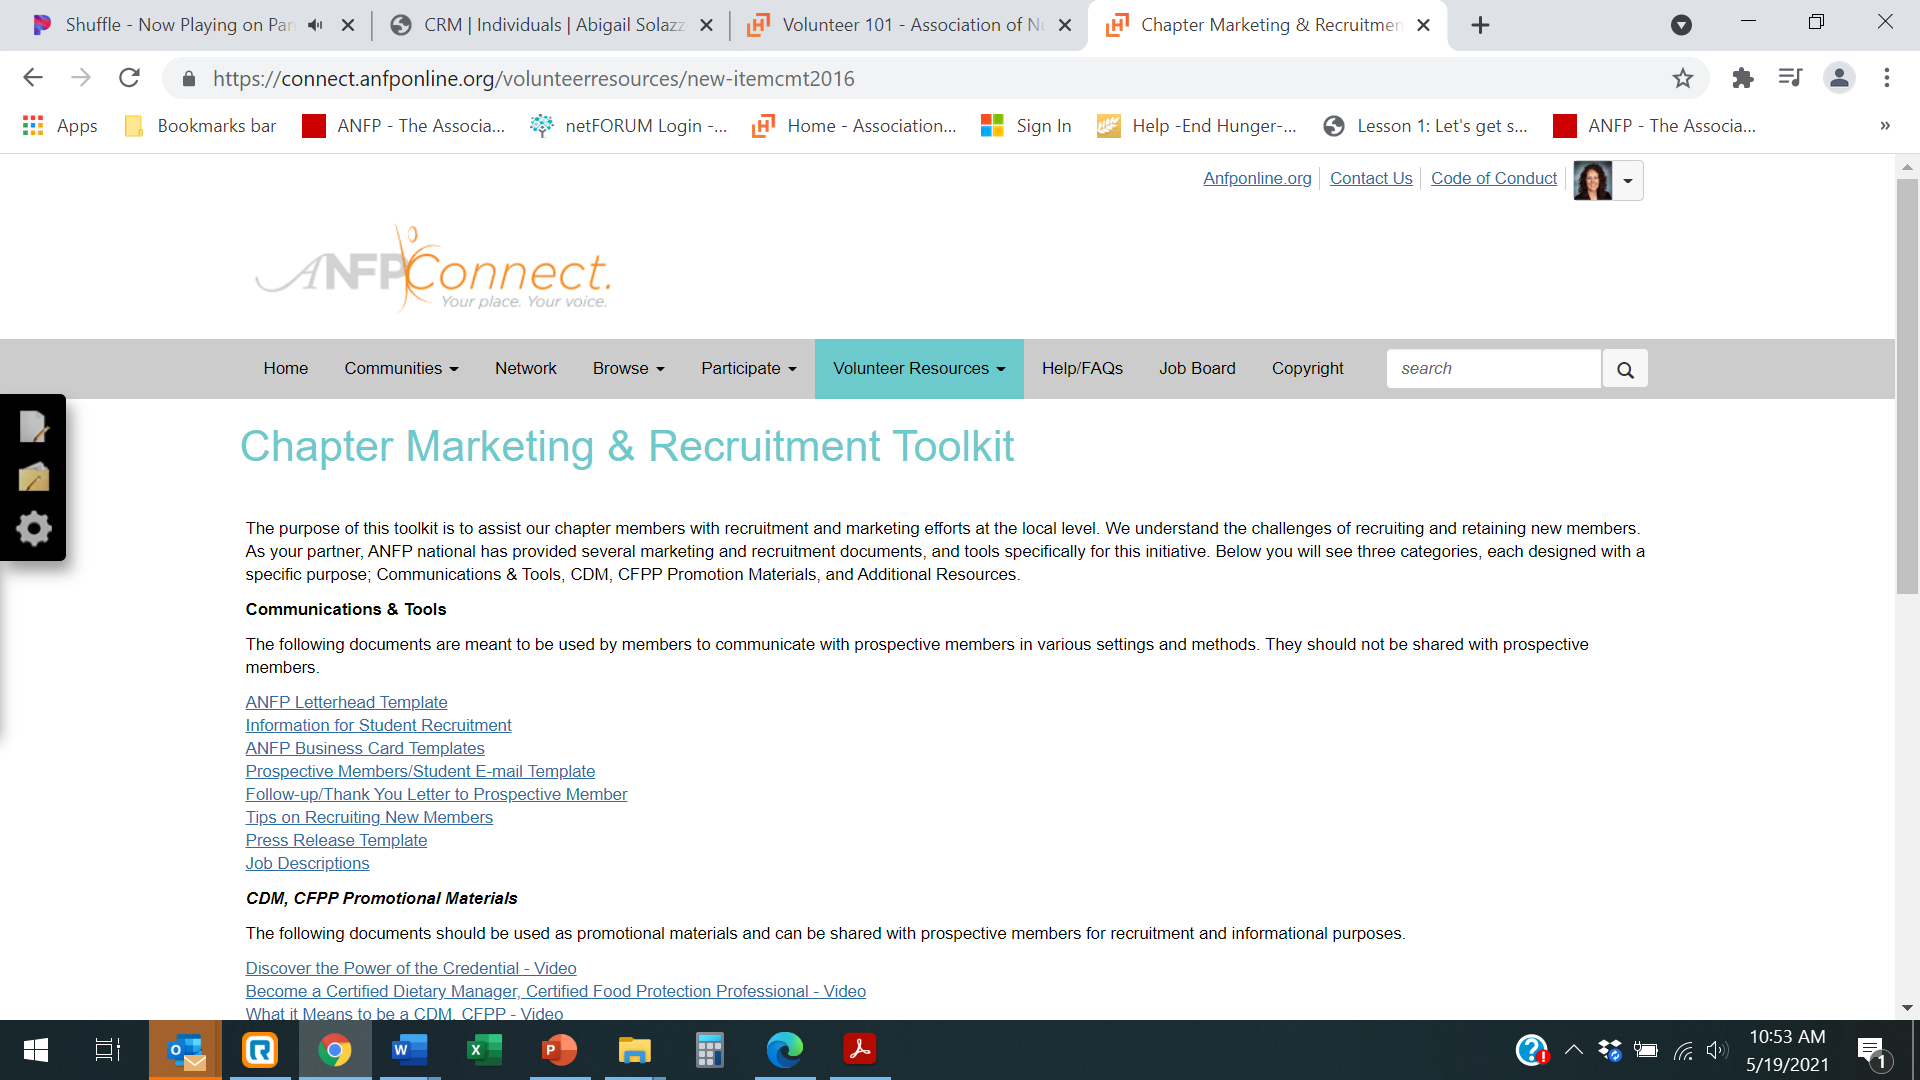 Shuffle - Now Playing on Pan
CRM | Individuals | Abigail Solazz
Volunteer 101 - Association of Nu
Chapter Marketing & Recruitmen
https://connect.anfponline.org/volunteerresources/new-itemcmt2016
Apps
Bookmarks bar
ANFP - The Associa...
netFORUM Login -...
Home - Association...
Sign In
Help -End Hunger-...
Lesson 1: Let's get s...
ANFP - The Associa...
»
Anfponline.org
Contact Us
Code of Conduct
ANFPConnect.
Your place. Your voice.
Home
Communities
Network
Browse
Participate
Volunteer Resources
Help/FAQs
Job Board
Copyright
search
Chapter Marketing & Recruitment Toolkit
The purpose of this toolkit is to assist our chapter members with recruitment and marketing efforts at the local level. We understand the challenges of recruiting and retaining new members.
As your partner, ANFP national has provided several marketing and recruitment documents, and tools specifically for this initiative. Below you will see three categories, each designed with a
specific purpose; Communications & Tools, CDM, CFPP Promotion Materials, and Additional Resources.
Communications & Tools
The following documents are meant to be used by members to communicate with prospective members in various settings and methods. They should not be shared with prospective
members.
ANFP Letterhead Template
Information for Student Recruitment
ANFP Business Card Templates
Prospective Members/Student E-mail Template
Follow-up/Thank You Letter to Prospective Member
Tips on Recruiting New Members
Press Release Template
Job Descriptions
CDM, CFPP Promotional Materials
The following documents should be used as promotional materials and can be shared with prospective members for recruitment and informational purposes.
Discover the Power of the Credential - Video
Become a Certified Dietary Manager, Certified Food Protection Professional - Video
What it Means to be a CDM, CFPP - Video
10:53 AM
5/19/2021
1